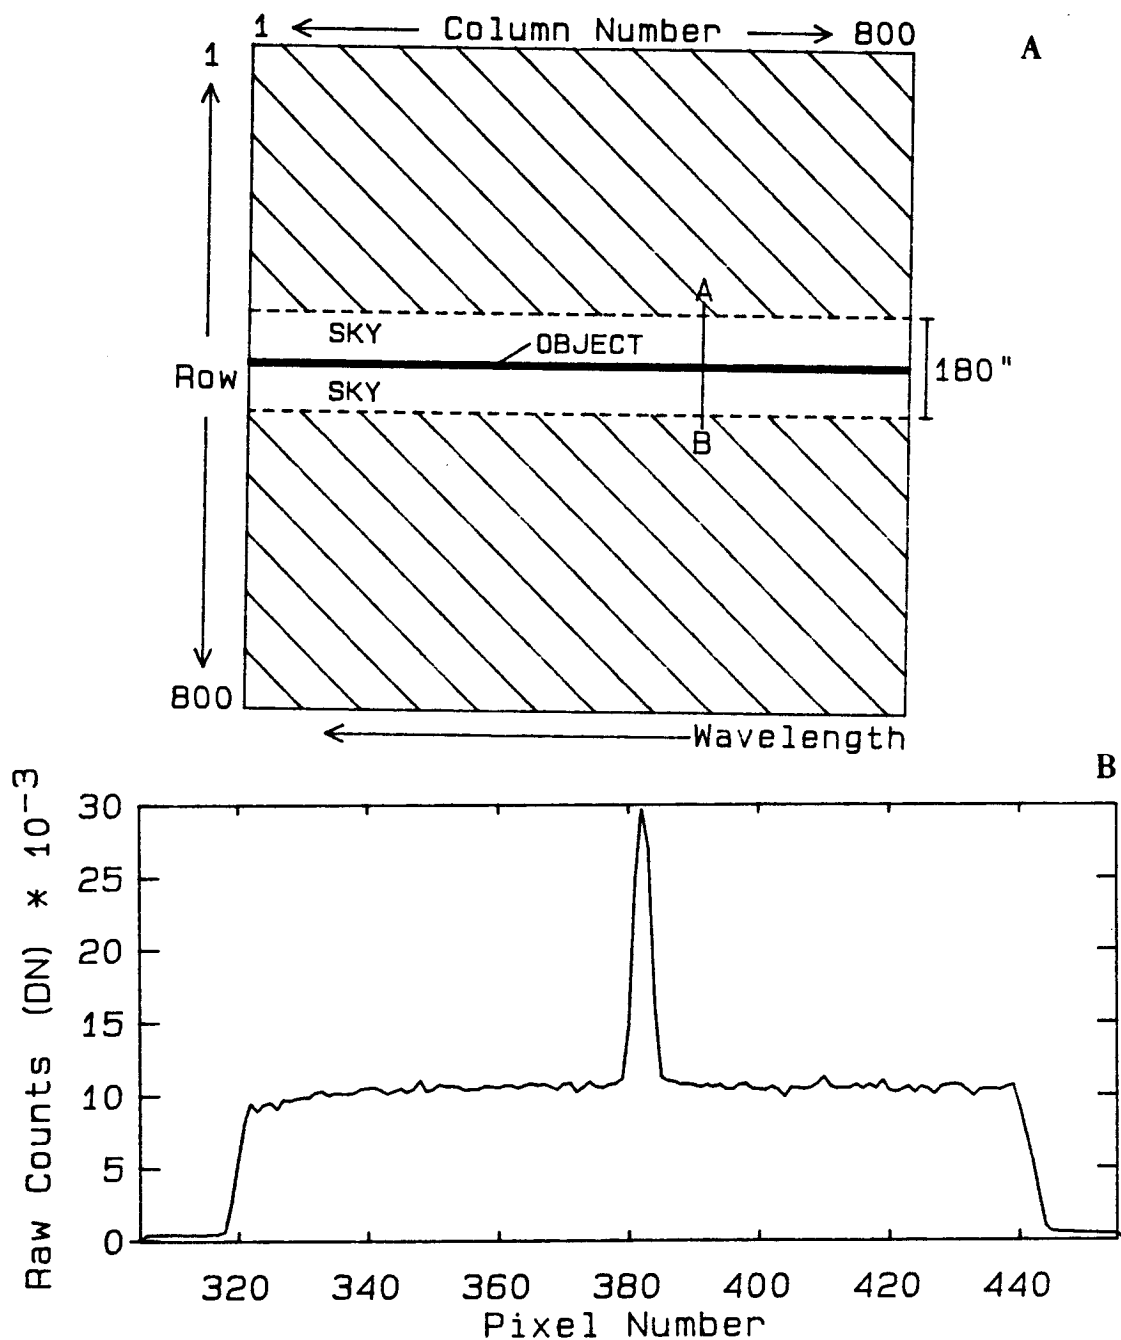 1 Column Number 800
A
1
A
SKY
OBJECT
180"
Row
SKY
B
800
Wavelength
B
Raw Counts (DN) * 10⁻³
30
25
20
15
10
5
0
320 340 360 380 400 420 440
Pixel Number